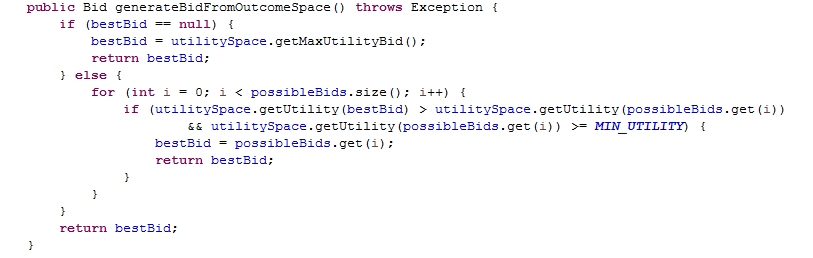 public Bid generateBidFromOutcomeSpace() throws Exception {
    if (bestBid == null) {
        bestBid = utilitySpace.getMaxUtilityBid();
        return bestBid;
    } else {
        for (int i = 0; i < possibleBids.size(); i++) {
            if (utilitySpace.getUtility(bestBid) > utilitySpace.getUtility(possibleBids.get(i))
                    && utilitySpace.getUtility(possibleBids.get(i)) >= MIN_UTILITY) {
                bestBid = possibleBids.get(i);
                return bestBid;
            }
        }
    }
    return bestBid;
}